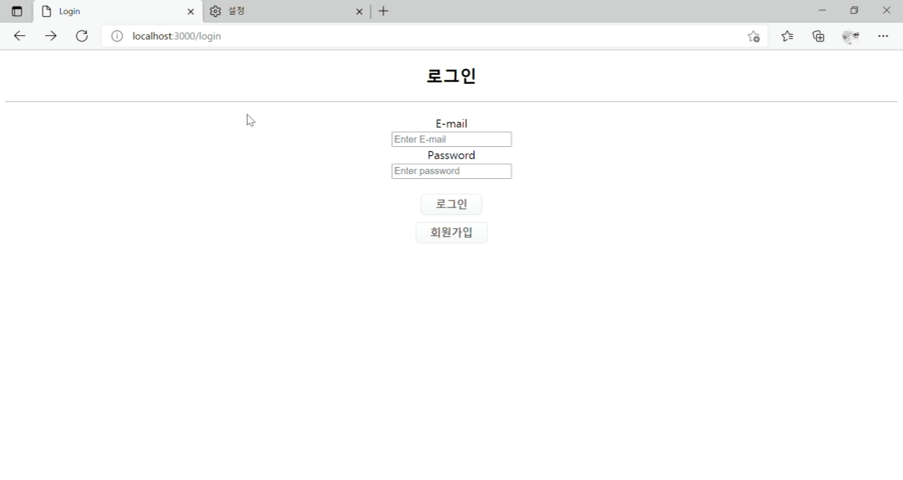 Login
설정
localhost:3000/login
로그인
E-mail
Enter E-mail
Password
Enter password
로그인
회원가입